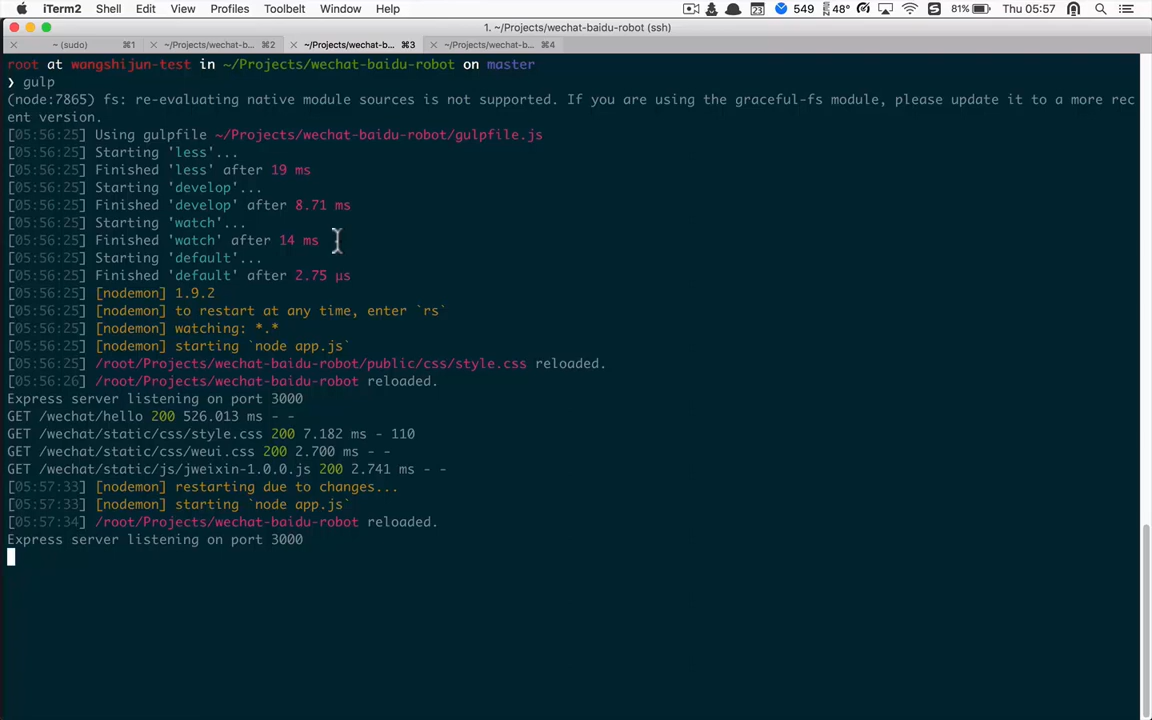 iTerm2 Shell Edit View Profiles Toolbelt Window Help 23 549 48° 81% Thu 05:57
1. ~/Projects/wechat-baidu-robot (ssh)
~ (sudo) ⌘1 ~/Projects/wechat-b... ⌘2 ~/Projects/wechat-b... ⌘3 ~/Projects/wechat-b... ⌘4
root at wangshijun-test in ~/Projects/wechat-baidu-robot on master
❯ gulp
(node:7865) fs: re-evaluating native module sources is not supported. If you are using the graceful-fs module, please update it to a more rec
ent version.
[05:56:25] Using gulpfile ~/Projects/wechat-baidu-robot/gulpfile.js
[05:56:25] Starting 'less'...
[05:56:25] Finished 'less' after 19 ms
[05:56:25] Starting 'develop'...
[05:56:25] Finished 'develop' after 8.71 ms
[05:56:25] Starting 'watch'...
[05:56:25] Finished 'watch' after 14 ms
[05:56:25] Starting 'default'...
[05:56:25] Finished 'default' after 2.75 μs
[05:56:25] [nodemon] 1.9.2
[05:56:25] [nodemon] to restart at any time, enter `rs`
[05:56:25] [nodemon] watching: *.*
[05:56:25] [nodemon] starting `node app.js`
[05:56:25] /root/Projects/wechat-baidu-robot/public/css/style.css reloaded.
[05:56:26] /root/Projects/wechat-baidu-robot reloaded.
Express server listening on port 3000
GET /wechat/hello 200 526.013 ms - -
GET /wechat/static/css/style.css 200 7.182 ms - 110
GET /wechat/static/css/weui.css 200 2.700 ms - -
GET /wechat/static/js/jweixin-1.0.0.js 200 2.741 ms - -
[05:57:33] [nodemon] restarting due to changes...
[05:57:33] [nodemon] starting `node app.js`
[05:57:34] /root/Projects/wechat-baidu-robot reloaded.
Express server listening on port 3000